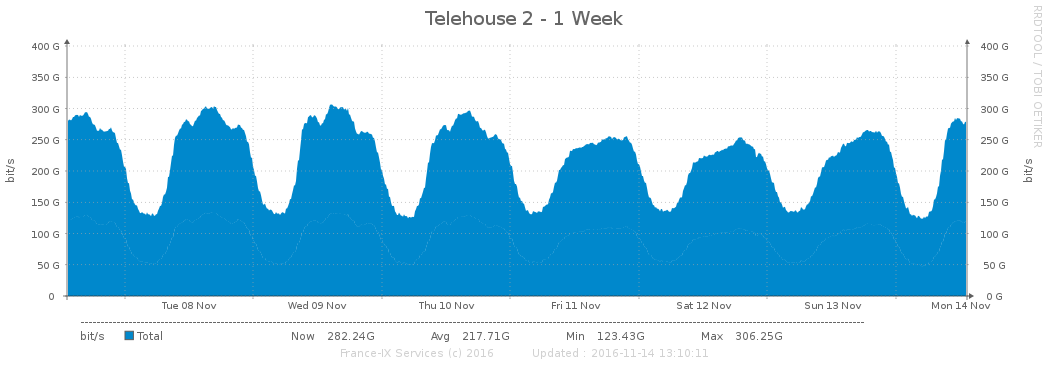 Telehouse 2 - 1 Week
RRDTOOL / TOBI OETIKER
400 G 400 G
350 G 350 G
300 G 300 G
250 G 250 G
200 G 200 G
150 G 150 G
100 G 100 G
50 G 50 G
0 0 G
bit/s bit/s
Tue 08 Nov Wed 09 Nov Thu 10 Nov Fri 11 Nov Sat 12 Nov Sun 13 Nov Mon 14 Nov
bit/s Total Now 282.24G Avg 217.71G Min 123.43G Max 306.25G
France-IX Services (c) 2016 Updated : 2016-11-14 13:10:11